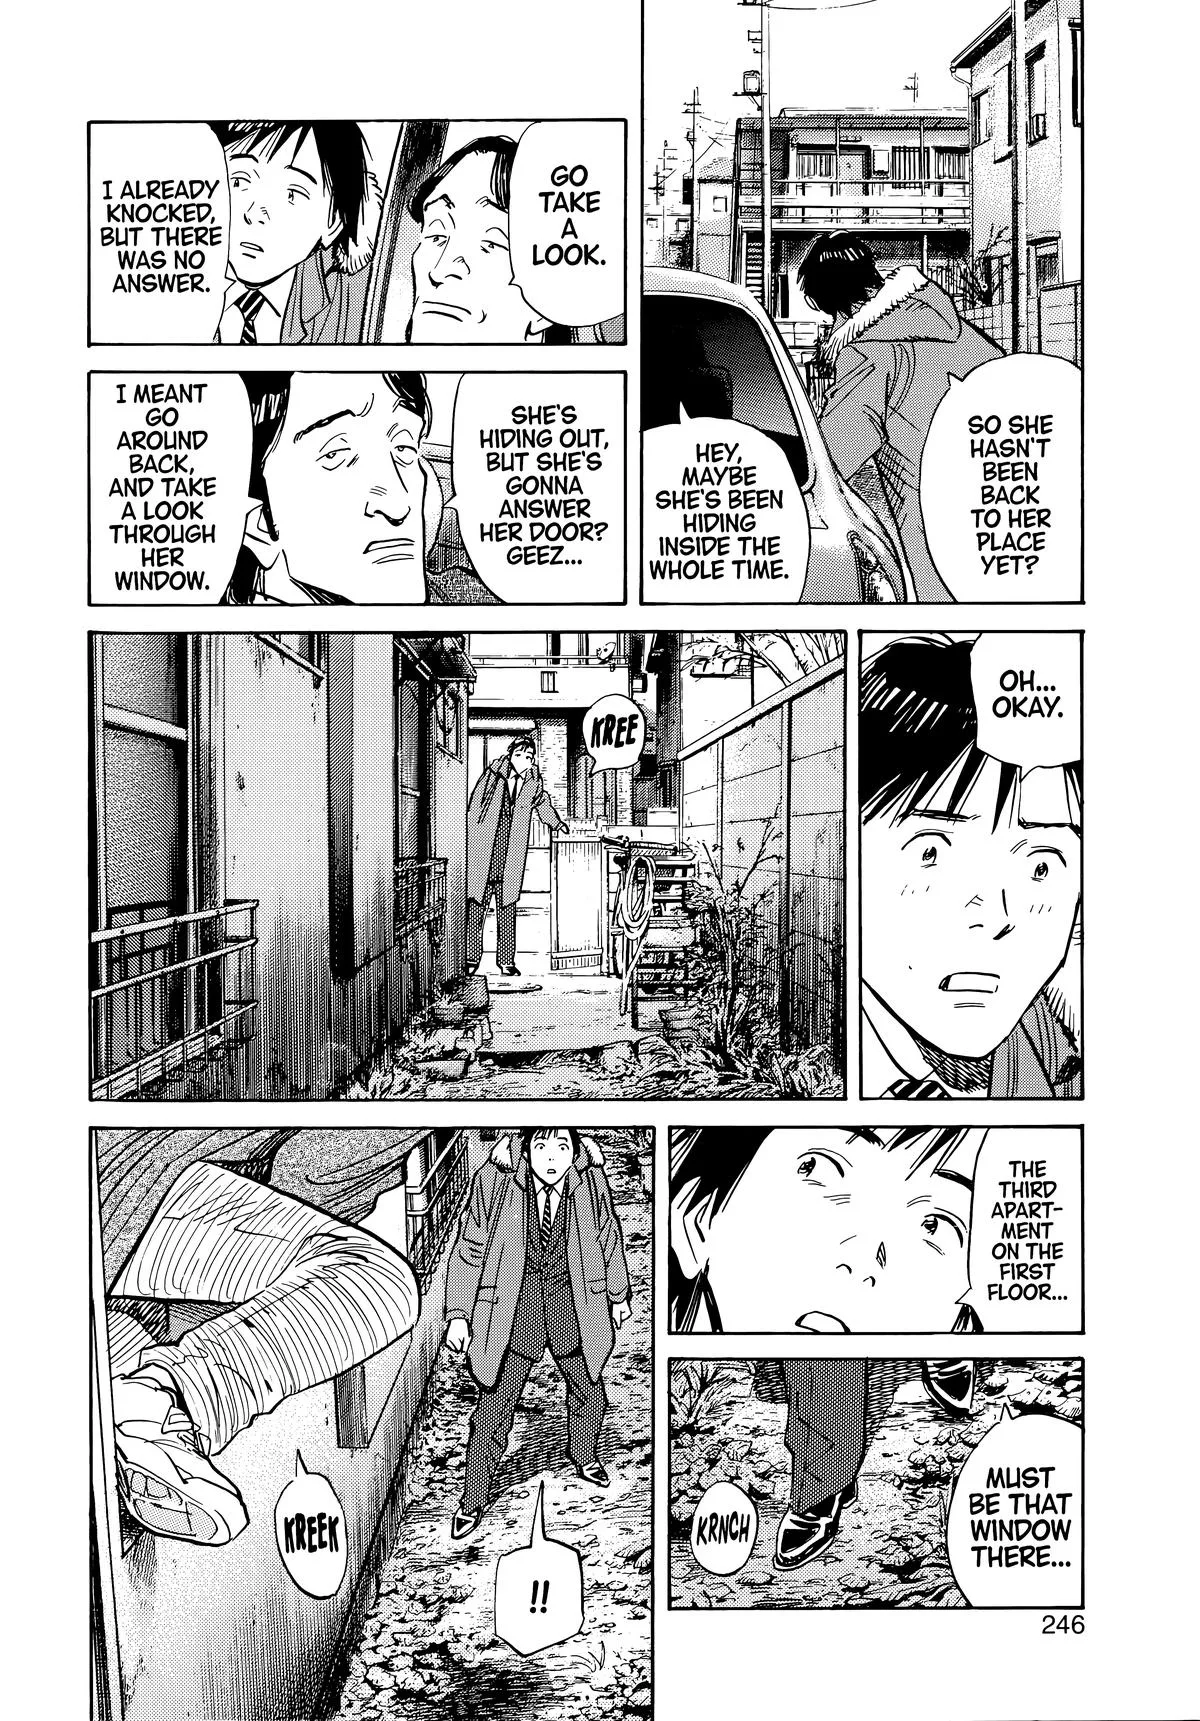 SO SHE
HASN'T
BEEN
BACK
TO HER
PLACE
YET?
HEY,
MAYBE
SHE'S BEEN
HIDING
INSIDE THE
WHOLE TIME.
GO
TAKE
A
LOOK.
I ALREADY
KNOCKED,
BUT THERE
WAS NO
ANSWER.
SHE'S
HIDING OUT,
BUT SHE'S
GONNA
ANSWER
HER DOOR?
GEEZ...
I MEANT
GO
AROUND
BACK,
AND TAKE
A LOOK
THROUGH
HER
WINDOW.
OH...
OKAY.
KREE
THE
THIRD
APART-
MENT
ON THE
FIRST
FLOOR...
MUST
BE THAT
WINDOW
THERE...
KRNCH
!!
KREEK
246